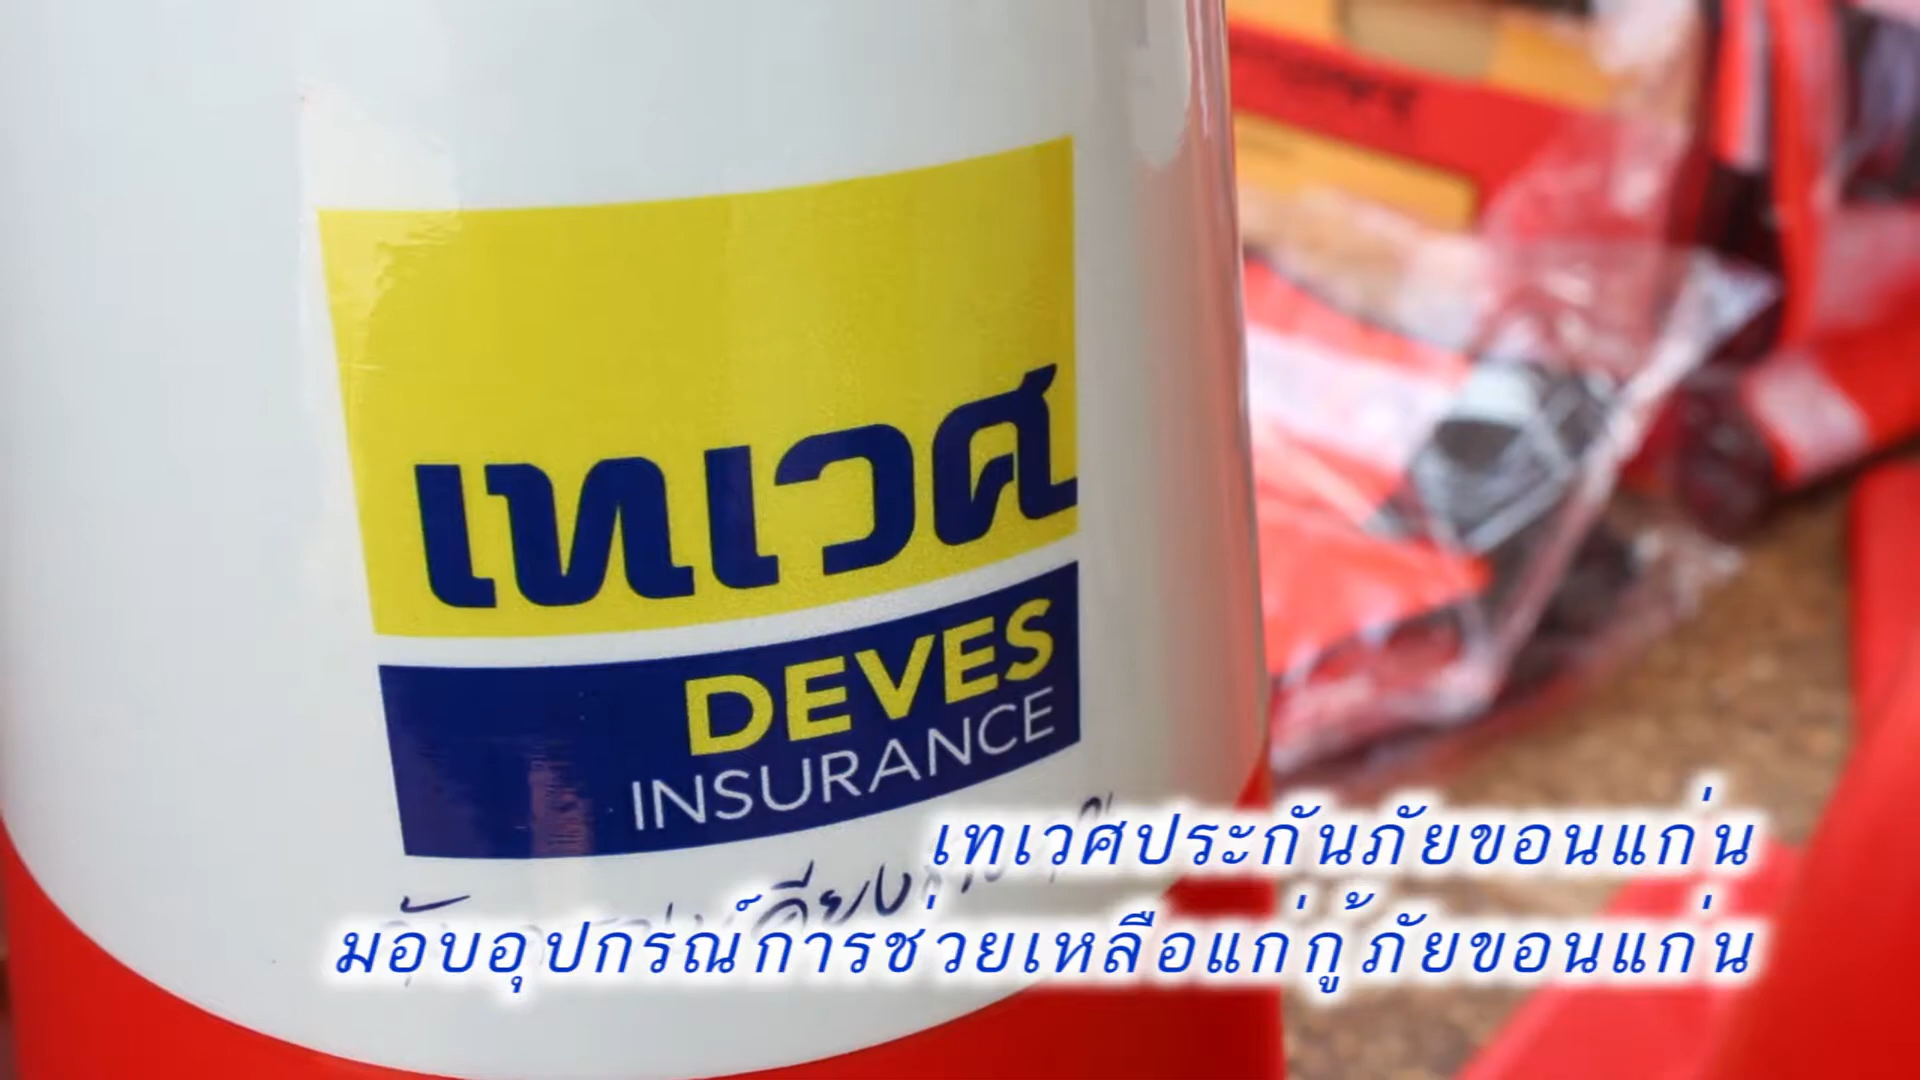 เทเวศ
DEVES
INSURANCE
เทเวศประกันภัยขอนแก่น
มอบอุปกรณ์การช่วยเหลือแก่กู้ภัยขอนแก่น